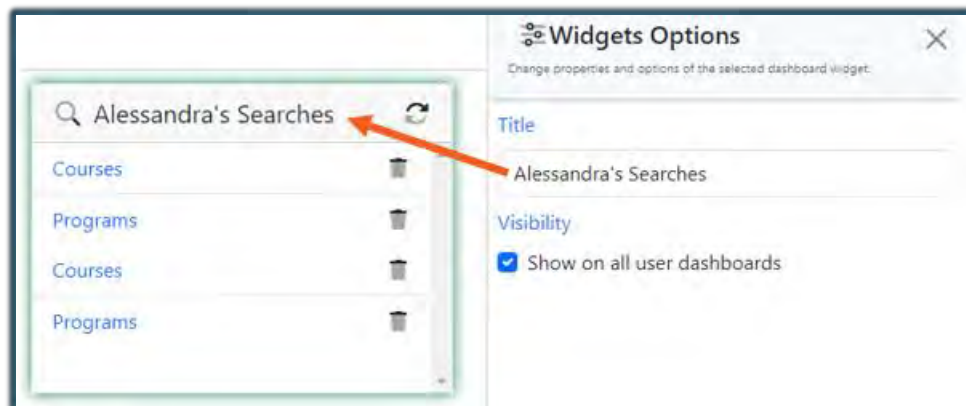 Widgets Options
Change properties and options of the selected dashboard widget.
Alessandra's Searches
Courses
Programs
Courses
Programs
Title
Alessandra's Searches
Visibility
Show on all user dashboards